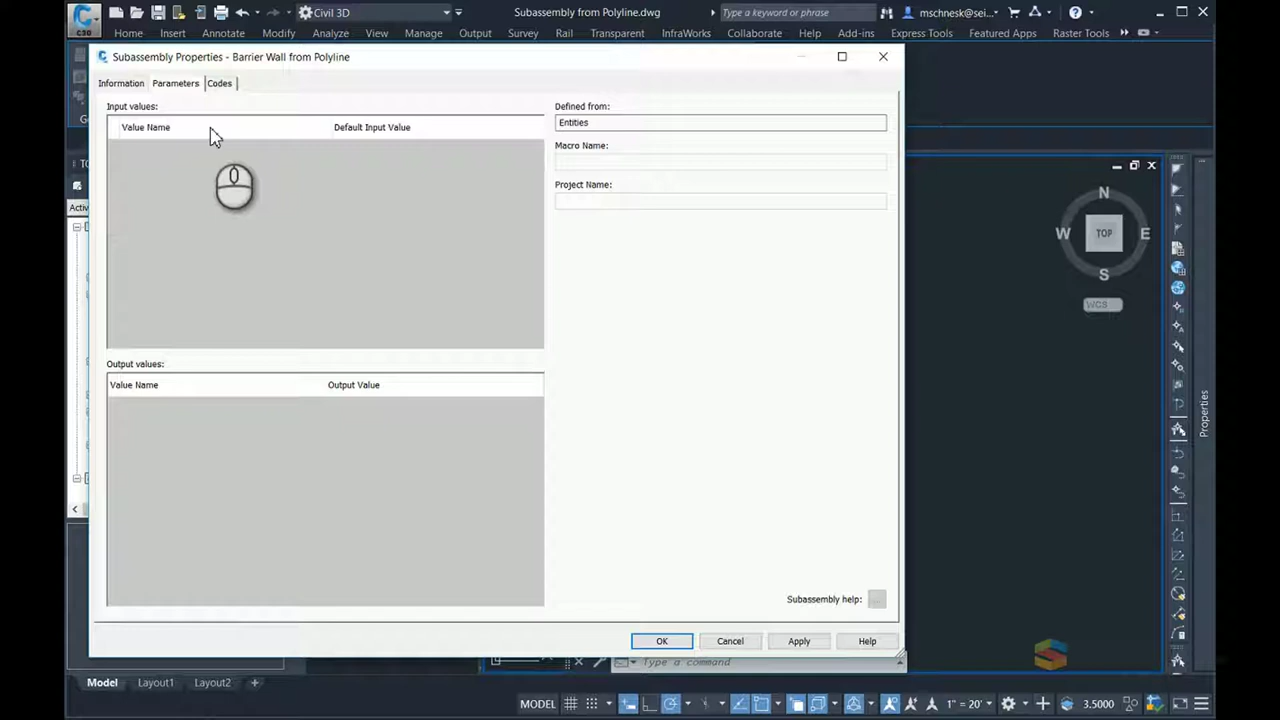 C3D
Civil 3D
Subassembly from Polyline.dwg
Type a keyword or phrase
mschnesk@sei...
Home Insert Annotate Modify Analyze View Manage Output Survey Rail Transparent InfraWorks Collaborate Help Add-ins Express Tools Featured Apps Raster Tools
Subassembly Properties - Barrier Wall from Polyline
Information Parameters Codes
Input values:
Value Name Default Input Value
Defined from:
Entities
Macro Name:
Project Name:
Output values:
Value Name Output Value
Subassembly help:
OK Cancel Apply Help
Activ
N
W TOP E
S
WCS
Properties
Type a command
Model Layout1 Layout2 +
MODEL 1" = 20' 3.5000